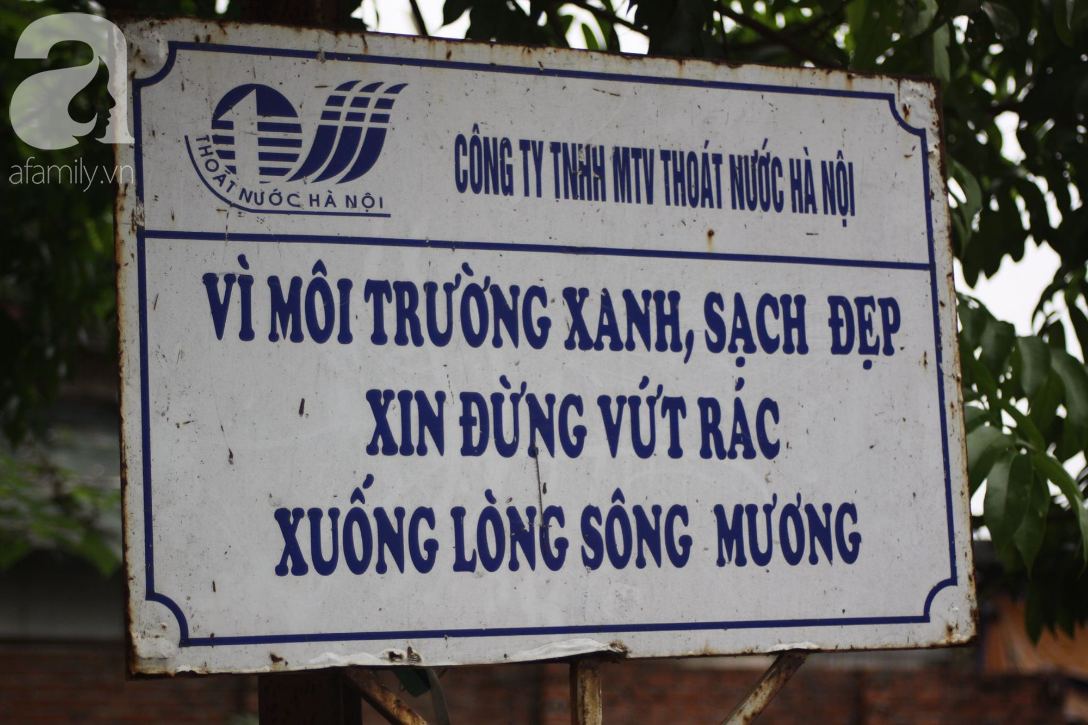 a
afamily.vn
1
THOÁT NƯỚC HÀ NỘI
CÔNG TY TNHH MTV THOÁT NƯỚC HÀ NỘI
VÌ MÔI TRƯỜNG XANH, SẠCH ĐẸP
XIN ĐỪNG VỨT RÁC
XUỐNG LÒNG SÔNG MƯƠNG